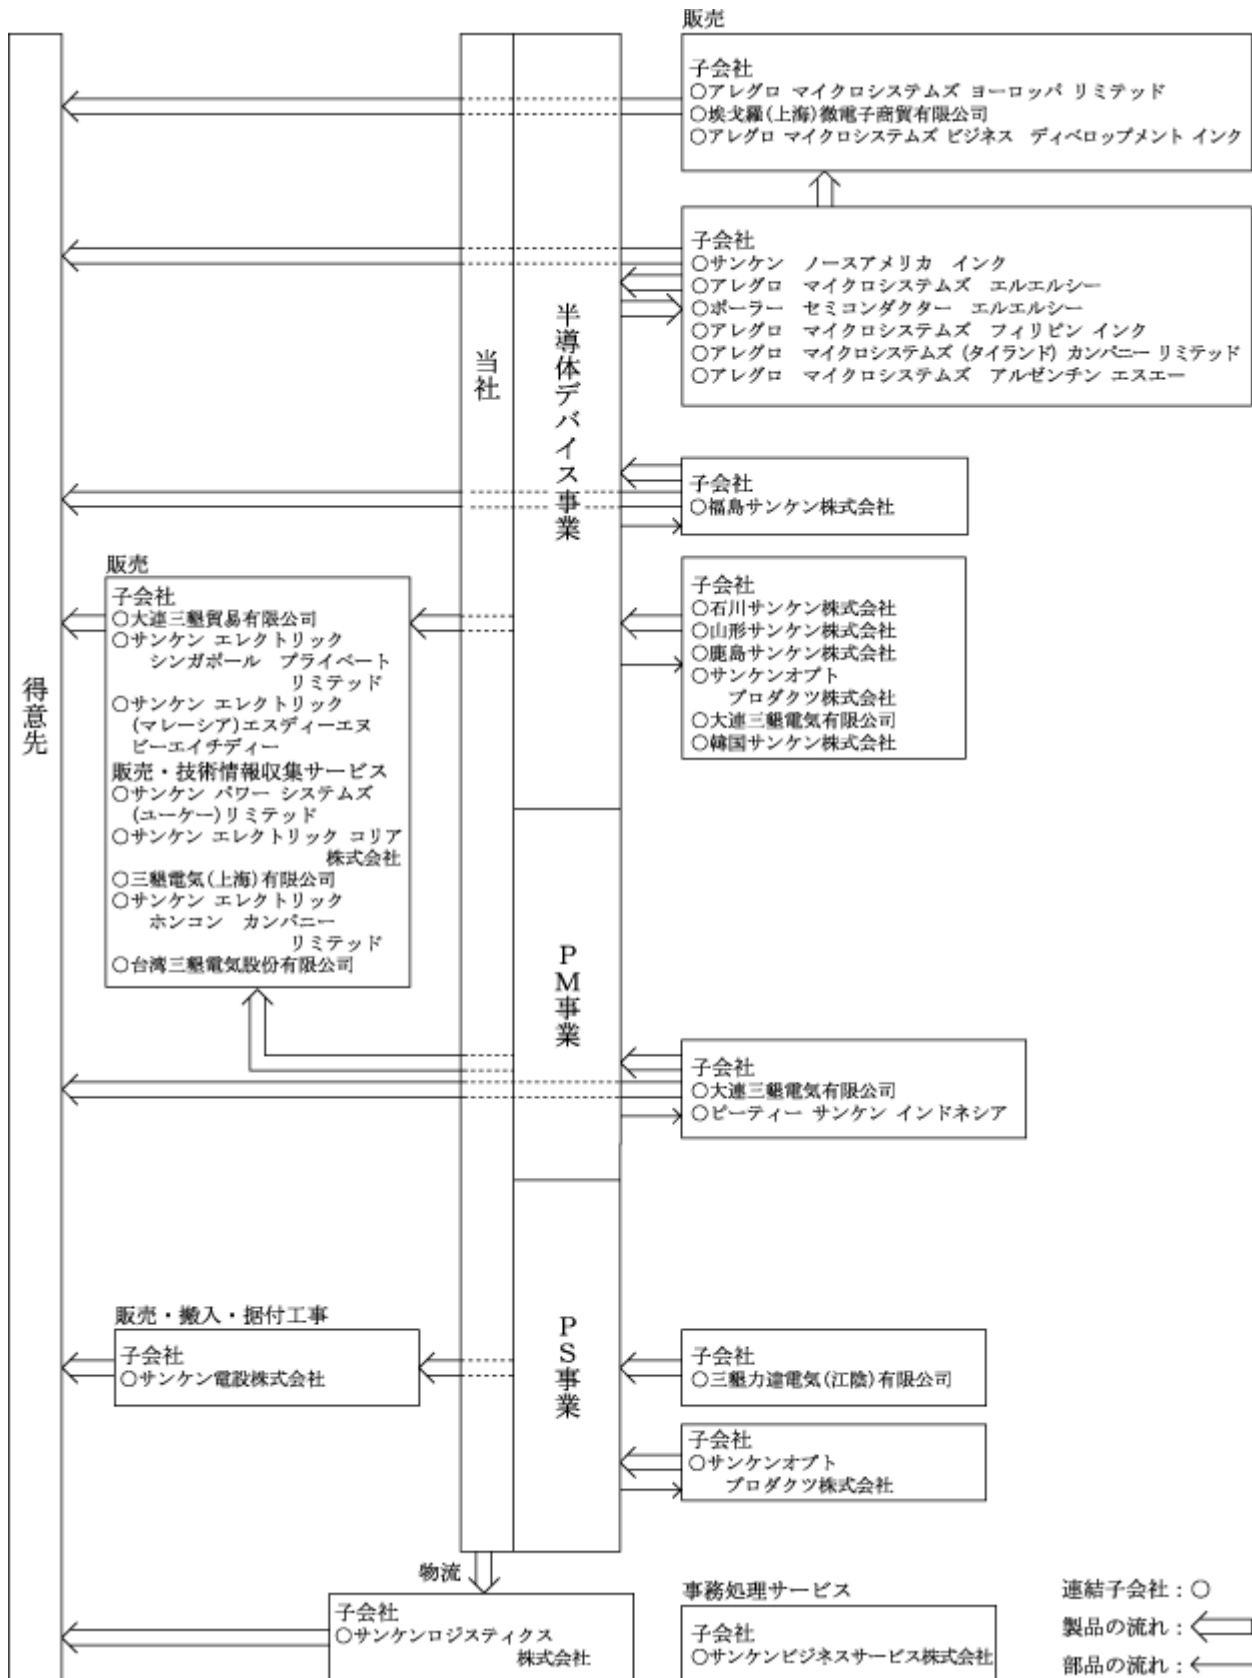 販売
子会社
○アレグロ マイクロシステムズ ヨーロッパ リミテッド
○埃戈羅(上海)微電子商貿有限公司
○アレグロ マイクロシステムズ ビジネス ディベロップメント インク
子会社
○サンケン ノースアメリカ インク
○アレグロ マイクロシステムズ エルエルシー
○ポーラー セミコンダクター エルエルシー
○アレグロ マイクロシステムズ フィリピン インク
○アレグロ マイクロシステムズ (タイランド) カンパニー リミテッド
○アレグロ マイクロシステムズ アルゼンチン エスエー
当社
半導体デバイス事業
子会社
○福島サンケン株式会社
子会社
○石川サンケン株式会社
○山形サンケン株式会社
○鹿島サンケン株式会社
○サンケンオプト
プロダクツ株式会社
○大連三墾電気有限公司
○韓国サンケン株式会社
得意先
販売
子会社
○大連三墾貿易有限公司
○サンケン エレクトリック
シンガポール プライベート
リミテッド
○サンケン エレクトリック
(マレーシア)エスディーエヌ
ビーエイチディー
販売・技術情報収集サービス
○サンケン パワー システムズ
(ユーケー)リミテッド
○サンケン エレクトリック コリア
株式会社
○三墾電気(上海)有限公司
○サンケン エレクトリック
ホンコン カンパニー
リミテッド
○台湾三墾電気股份有限公司
PM事業
子会社
○大連三墾電気有限公司
○ピーティー サンケン インドネシア
販売・搬入・据付工事
子会社
○サンケン電設株式会社
PS事業
子会社
○三墾力達電気(江陰)有限公司
子会社
○サンケンオプト
プロダクツ株式会社
物流
子会社
○サンケンロジスティクス
株式会社
事務処理サービス
子会社
○サンケンビジネスサービス株式会社
連結子会社：○
製品の流れ：
部品の流れ：